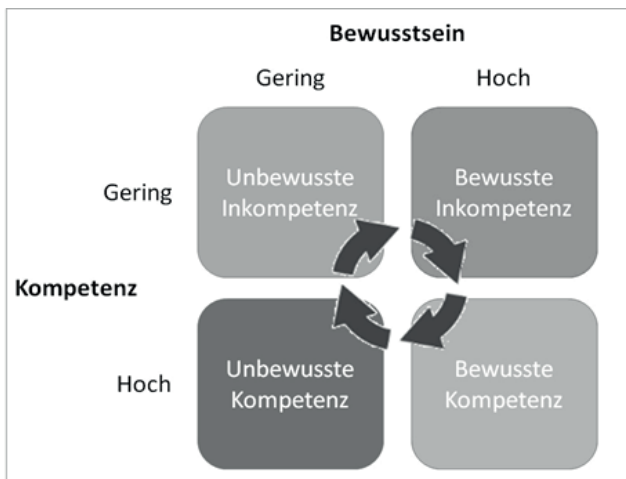 Bewusstsein
Gering
Hoch
Gering
Unbewusste
Inkompetenz
Bewusste
Inkompetenz
Kompetenz
Hoch
Unbewusste
Kompetenz
Bewusste
Kompetenz